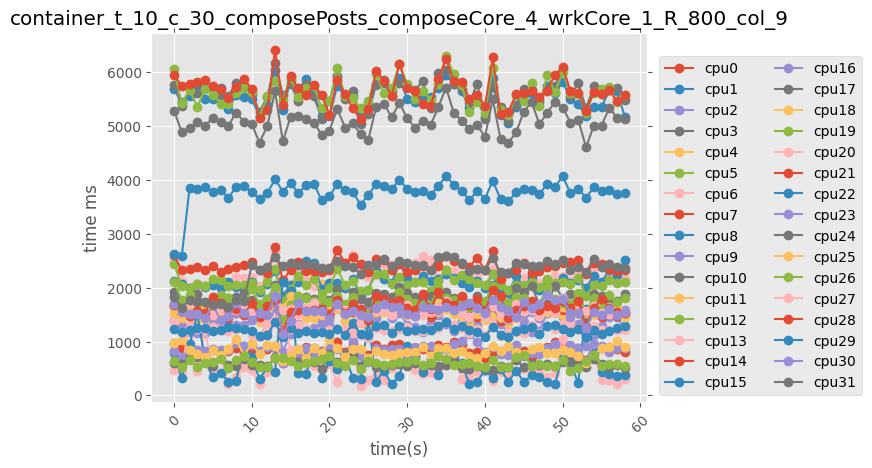 container_t_10_c_30_composePosts_composeCore_4_wrkCore_1_R_800_col_9
6000
5000
4000
3000
2000
1000
0
time ms
0
10
20
30
40
50
60
time(s)
cpu0
cpu1
cpu2
cpu3
cpu4
cpu5
cpu6
cpu7
cpu8
cpu9
cpu10
cpu11
cpu12
cpu13
cpu14
cpu15
cpu16
cpu17
cpu18
cpu19
cpu20
cpu21
cpu22
cpu23
cpu24
cpu25
cpu26
cpu27
cpu28
cpu29
cpu30
cpu31